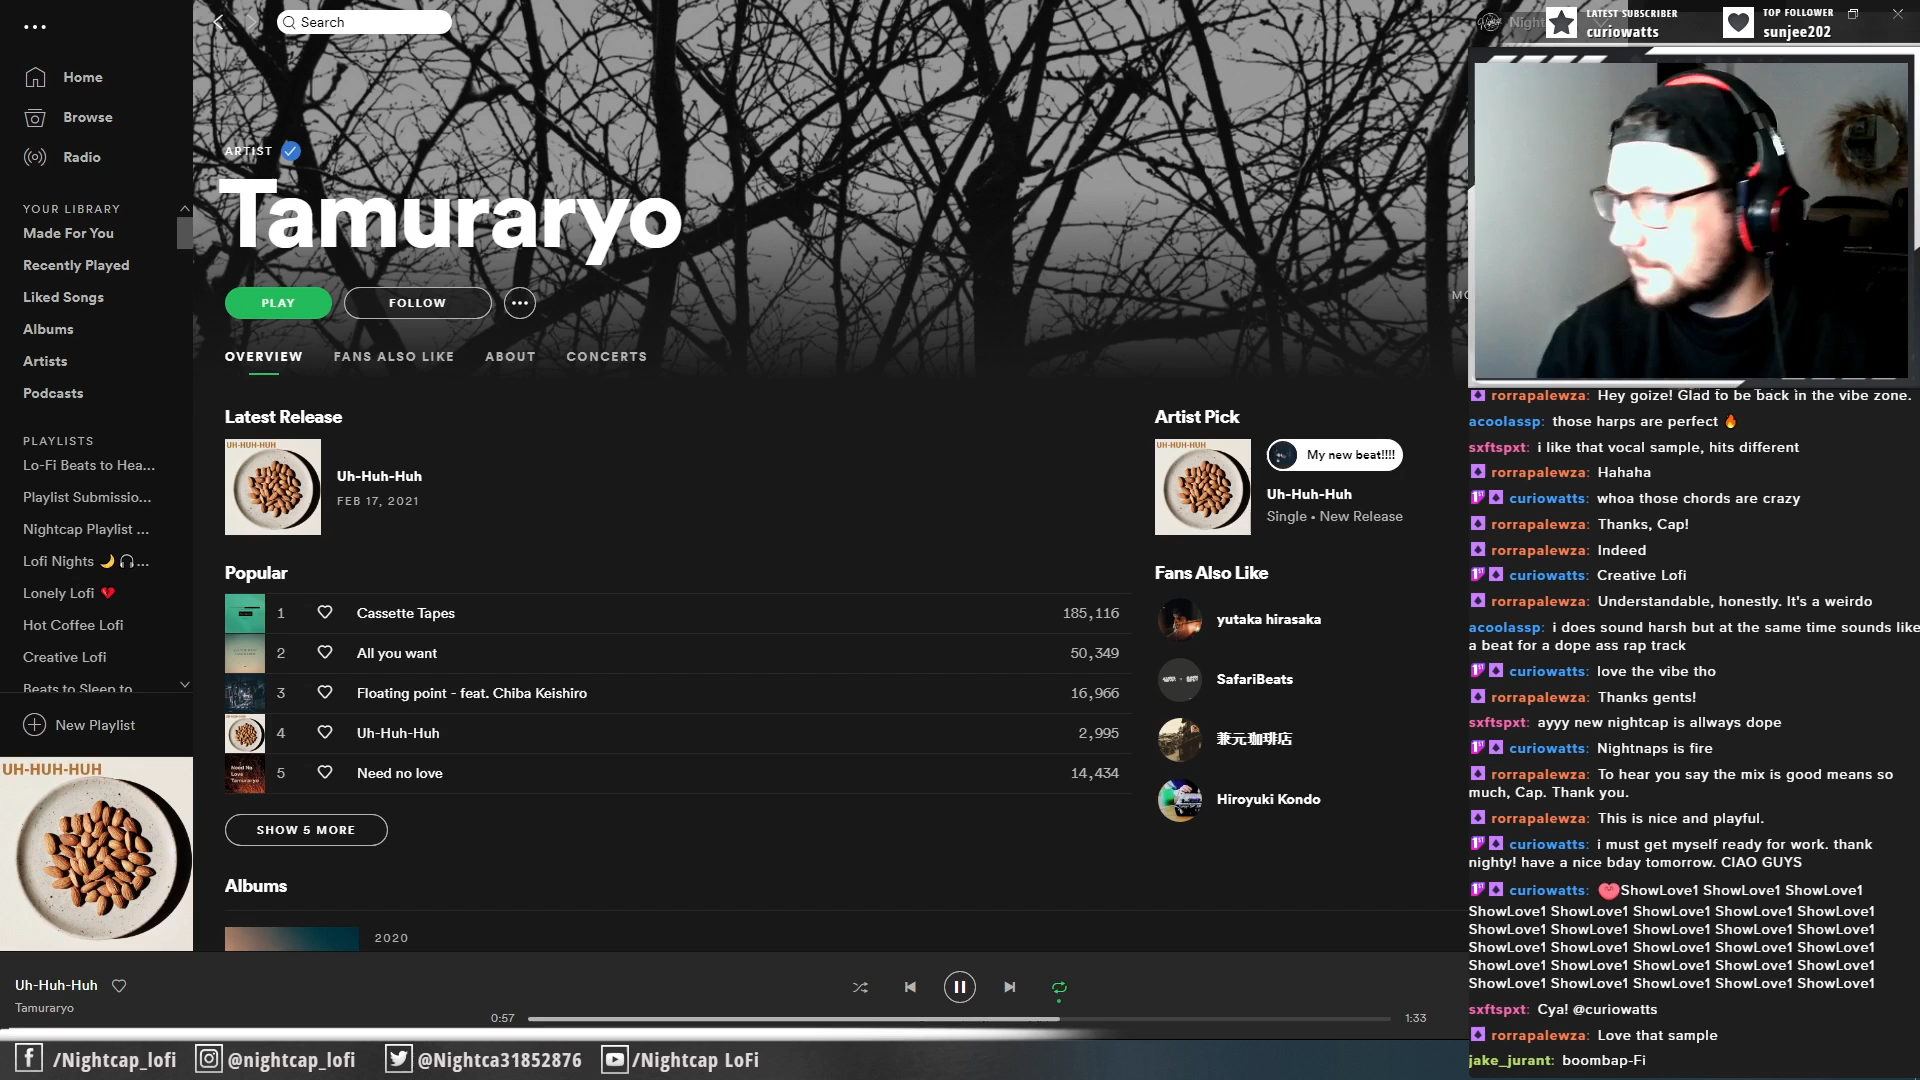 Search
Night
LATEST SUBSCRIBER
curiowatts
TOP FOLLOWER
sunjee202
Home
Browse
Radio
YOUR LIBRARY
Made For You
Recently Played
Liked Songs
Albums
Artists
Podcasts
PLAYLISTS
Lo-Fi Beats to Hea...
Playlist Submissio...
Nightcap Playlist ...
Lofi Nights 🌙🎧...
Lonely Lofi 💔
Hot Coffee Lofi
Creative Lofi
Beats to Sleep to
New Playlist
UH-HUH-HUH
ARTIST
Tamuraryo
PLAY
FOLLOW
OVERVIEW
FANS ALSO LIKE
ABOUT
CONCERTS
Latest Release
UH-HUH-HUH
Uh-Huh-Huh
FEB 17, 2021
Popular
1 Cassette Tapes 185,116
2 All you want 50,349
3 Floating point - feat. Chiba Keishiro 16,966
4 Uh-Huh-Huh 2,995
Need No
Love
Tamuraryo
5 Need no love 14,434
SHOW 5 MORE
Albums
2020
Artist Pick
UH-HUH-HUH
My new beat!!!!
Uh-Huh-Huh
Single • New Release
Fans Also Like
yutaka hirasaka
SafariBeats
兼元珈琲店
Hiroyuki Kondo
rorrapalewza: Hey goize! Glad to be back in the vibe zone.
acoolassp: those harps are perfect 🔥
sxftspxt: i like that vocal sample, hits different
rorrapalewza: Hahaha
curiowatts: whoa those chords are crazy
rorrapalewza: Thanks, Cap!
rorrapalewza: Indeed
curiowatts: Creative Lofi
rorrapalewza: Understandable, honestly. It's a weirdo
acoolassp: i does sound harsh but at the same time sounds like
a beat for a dope ass rap track
curiowatts: love the vibe tho
rorrapalewza: Thanks gents!
sxftspxt: ayyy new nightcap is allways dope
curiowatts: Nightnaps is fire
rorrapalewza: To hear you say the mix is good means so
much, Cap. Thank you.
rorrapalewza: This is nice and playful.
curiowatts: i must get myself ready for work. thank
nighty! have a nice bday tomorrow. CIAO GUYS
curiowatts: ShowLove1 ShowLove1 ShowLove1
ShowLove1 ShowLove1 ShowLove1 ShowLove1 ShowLove1
ShowLove1 ShowLove1 ShowLove1 ShowLove1 ShowLove1
ShowLove1 ShowLove1 ShowLove1 ShowLove1 ShowLove1
ShowLove1 ShowLove1 ShowLove1 ShowLove1 ShowLove1
ShowLove1 ShowLove1 ShowLove1 ShowLove1 ShowLove1
sxftspxt: Cya! @curiowatts
rorrapalewza: Love that sample
jake_jurant: boombap-Fi
Uh-Huh-Huh
Tamuraryo
0:57
1:33
/Nightcap_lofi
@nightcap_lofi
@Nightca31852876
/Nightcap LoFi